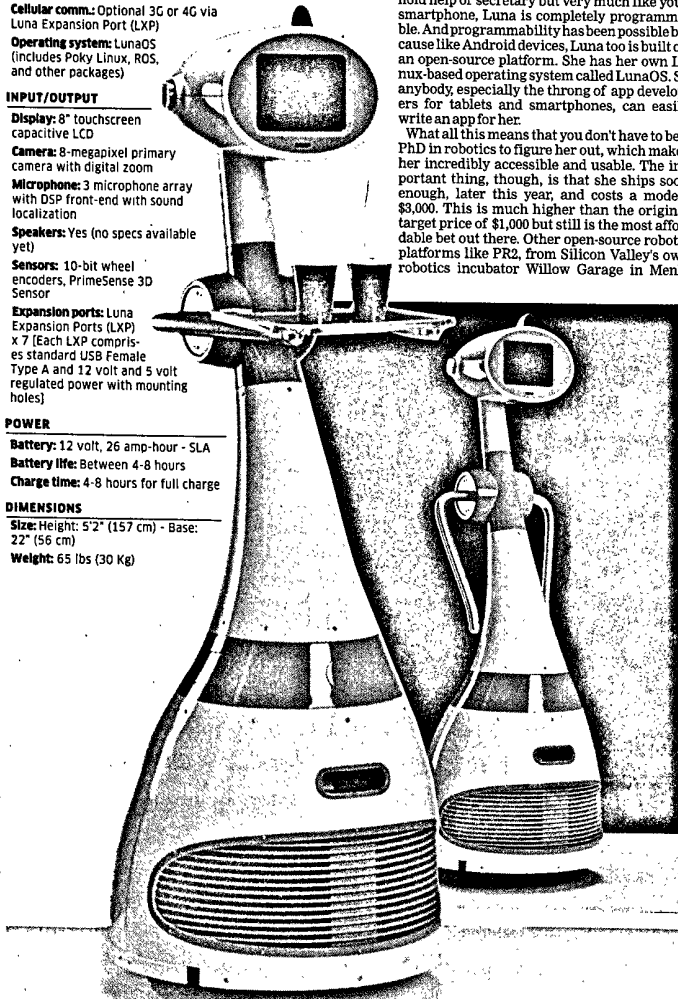 Cellular comm.: Optional 3G or 4G via
Luna Expansion Port (LXP)
Operating system: LunaOS
(includes Poky Linux, ROS,
and other packages)
INPUT/OUTPUT
Display: 8" touchscreen
capacitive LCD
Camera: 8-megapixel primary
camera with digital zoom
Microphone: 3 microphone array
with DSP front-end with sound
localization
Speakers: Yes (no specs available
yet)
Sensors: 10-bit wheel
encoders, PrimeSense 3D
Sensor
Expansion ports: Luna
Expansion Ports (LXP)
x 7 [Each LXP compris-
es standard USB Female
Type A and 12 volt and 5 volt
regulated power with mounting
holes]
POWER
Battery: 12 volt, 26 amp-hour - SLA
Battery life: Between 4-8 hours
Charge time: 4-8 hours for full charge
DIMENSIONS
Size: Height: 5'2" (157 cm) - Base:
22" (56 cm)
Weight: 65 lbs (30 Kg)
hold help or secretary but very much like you
smartphone, Luna is completely programm
ble. And programmability has been possible b
cause like Android devices, Luna too is built o
an open-source platform. She has her own L
nux-based operating system called LunaOS. S
anybody, especially the throng of app develo
ers for tablets and smartphones, can easi
write an app for her.
What all this means that you don't have to be
PhD in robotics to figure her out, which make
her incredibly accessible and usable. The in
portant thing, though, is that she ships soo
enough, later this year, and costs a mode
$3,000. This is much higher than the origin
target price of $1,000 but still is the most affo
dable bet out there. Other open-source robot
platforms like PR2, from Silicon Valley's ow
robotics incubator Willow Garage in Men